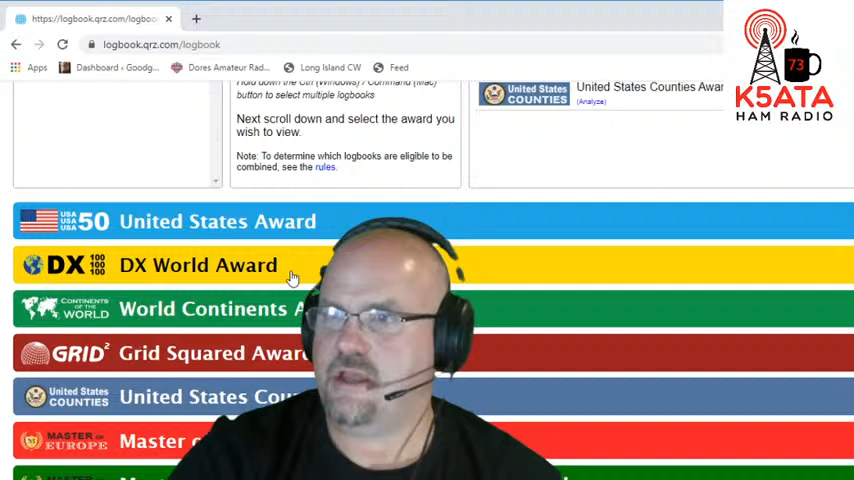 https://logbook.qrz.com/logbo
logbook.qrz.com/logbook
Apps
Dashboard ‹ Goodg...
Dores Amateur Rad...
Long Island CW
Feed
73
K5ATA
HAM RADIO
Hold down the Ctrl (Windows) / Command (Mac)
button to select multiple logbooks
Next scroll down and select the award you
wish to view.
Note: To determine which logbooks are eligible to be
combined, see the rules.
United States
COUNTIES
United States Counties Awar
(Analyze)
USA USA USA 50 United States Award
DX 100 100 100 DX World Award
CONTINENTS OF THE WORLD World Continents A
GRID² Grid Squared Award
United States COUNTIES United States Cou
MASTER OF EUROPE Master o